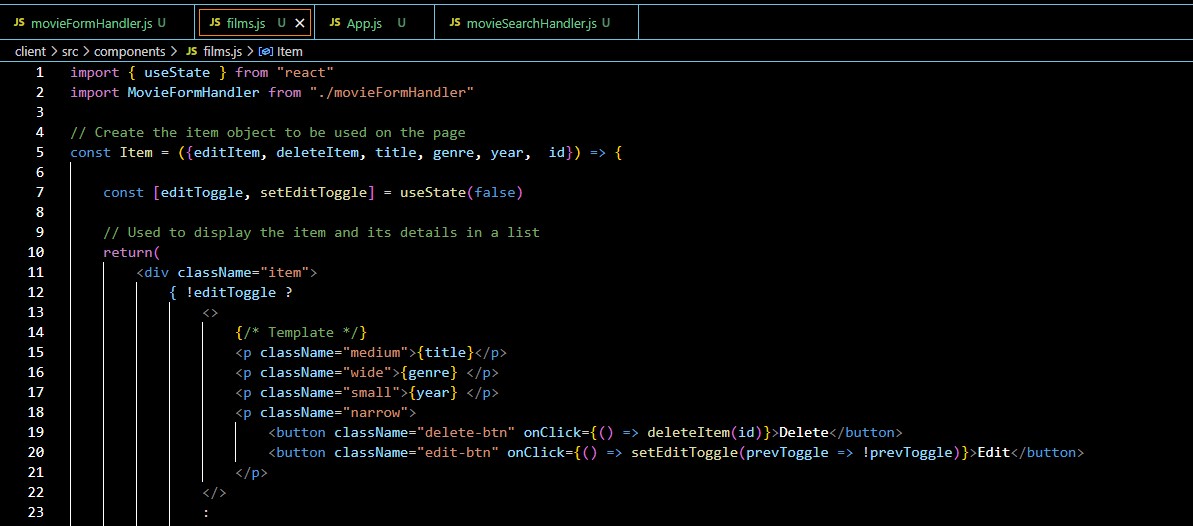 JS movieFormHandler.js U JS films.js U × JS App.js U JS movieSearchHandler.js U
client > src > components > JS films.js > Item
1 import { useState } from "react"
2 import MovieFormHandler from "./movieFormHandler"
3
4 // Create the item object to be used on the page
5 const Item = ({editItem, deleteItem, title, genre, year,  id}) => {
6
7     const [editToggle, setEditToggle] = useState(false)
8
9     // Used to display the item and its details in a list
10     return(
11         <div className="item">
12             { !editToggle ?
13                 <>
14                     {/* Template */}
15                     <p className="medium">{title}</p>
16                     <p className="wide">{genre} </p>
17                     <p className="small">{year} </p>
18                     <p className="narrow">
19                         <button className="delete-btn" onClick={() => deleteItem(id)}>Delete</button>
20                         <button className="edit-btn" onClick={() => setEditToggle(prevToggle => !prevToggle)}>Edit</button>
21                     </p>
22                 </>
23                 :